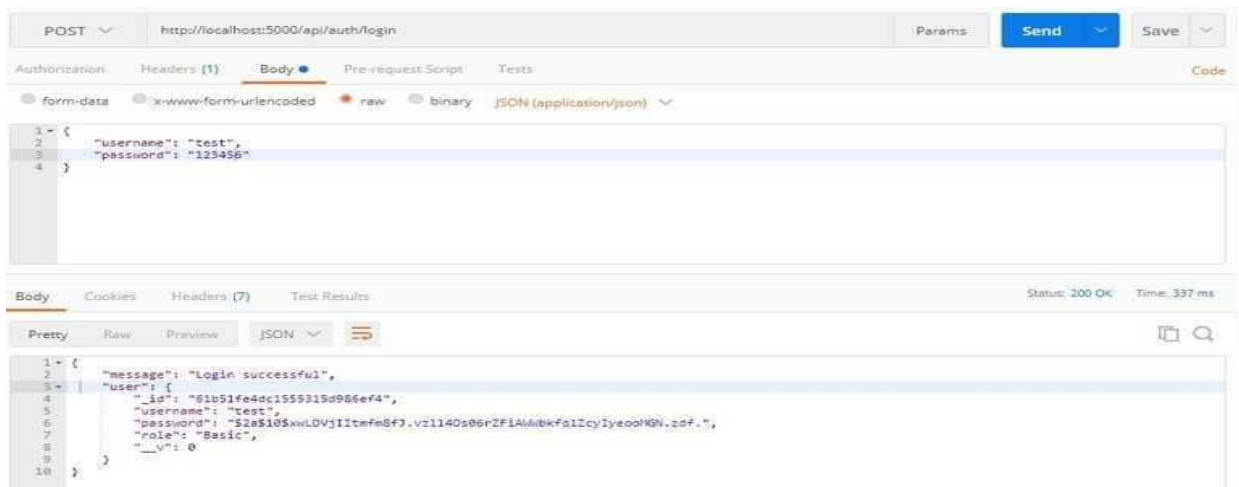 POST http://localhost:5000/api/auth/login Params Send Save
Authorization Headers (1) Body Pre-request Script Tests Code
form-data x-www-form-urlencoded raw binary JSON (application/json)
1 {
2 "username": "test",
3 "password": "123456"
4 }
Body Cookies Headers (7) Test Results Status: 200 OK Time: 337 ms
Pretty Raw Preview JSON
1 {
2 "message": "Login successful",
3 "user": {
4 "_id": "61b51fe4dc1555315d986ef4",
5 "username": "test",
6 "password":
7 "role": "Basic",
8 "__v": 0
9 }
10 }